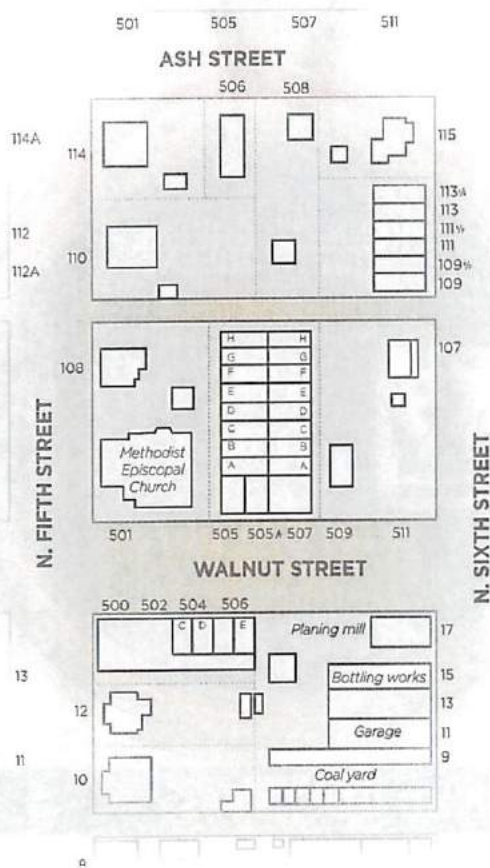 501 505 507 511
ASH STREET
506 508
114A 114 115
113½
113
112 111½
110 111
112A 109½
109
108 107
H H
G G
F F
E E
D D
C C
B B
A A
Methodist
Episcopal
Church
N. FIFTH STREET
N. SIXTH STREET
501 505 505A 507 509 511
WALNUT STREET
500 502 504 506
C D E
Planing mill 17
13 Bottling works 15
12 13
Garage 11
9
11 10 Coal yard